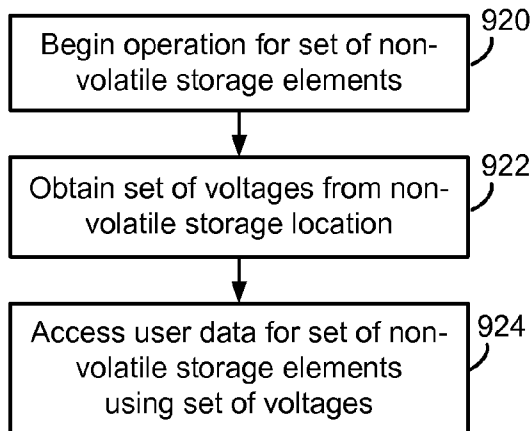 920
Begin operation for set of non-
volatile storage elements
922
Obtain set of voltages from non-
volatile storage location
924
Access user data for set of non-
volatile storage elements
using set of voltages